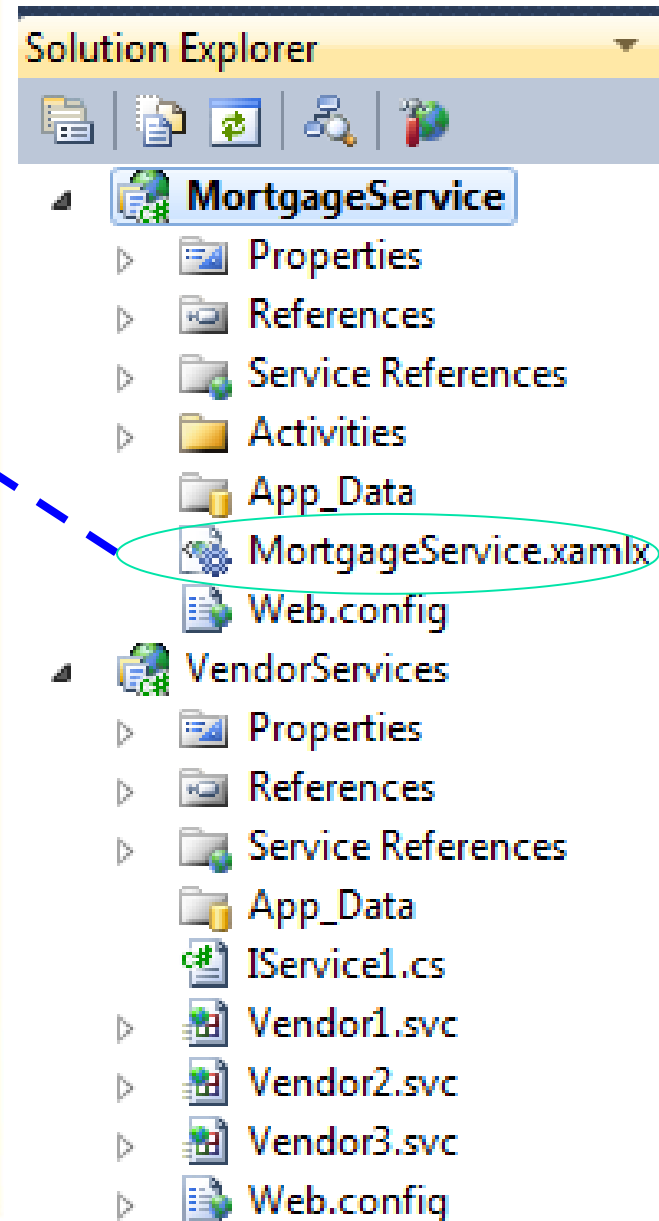 Solution Explorer
MortgageService
Properties
References
Service References
Activities
App_Data
MortgageService.xamlx
Web.config
VendorServices
Properties
References
Service References
App_Data
IService1.cs
Vendor1.svc
Vendor2.svc
Vendor3.svc
Web.config